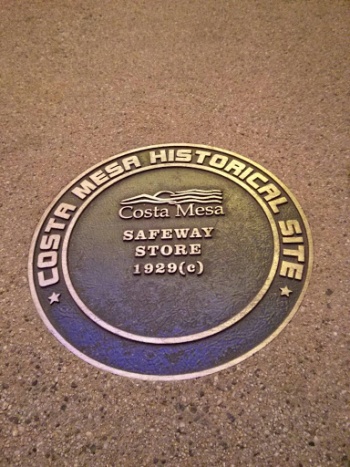 COSTA MESA HISTORICAL SITE
Costa Mesa
SAFEWAY
STORE
1929(c)